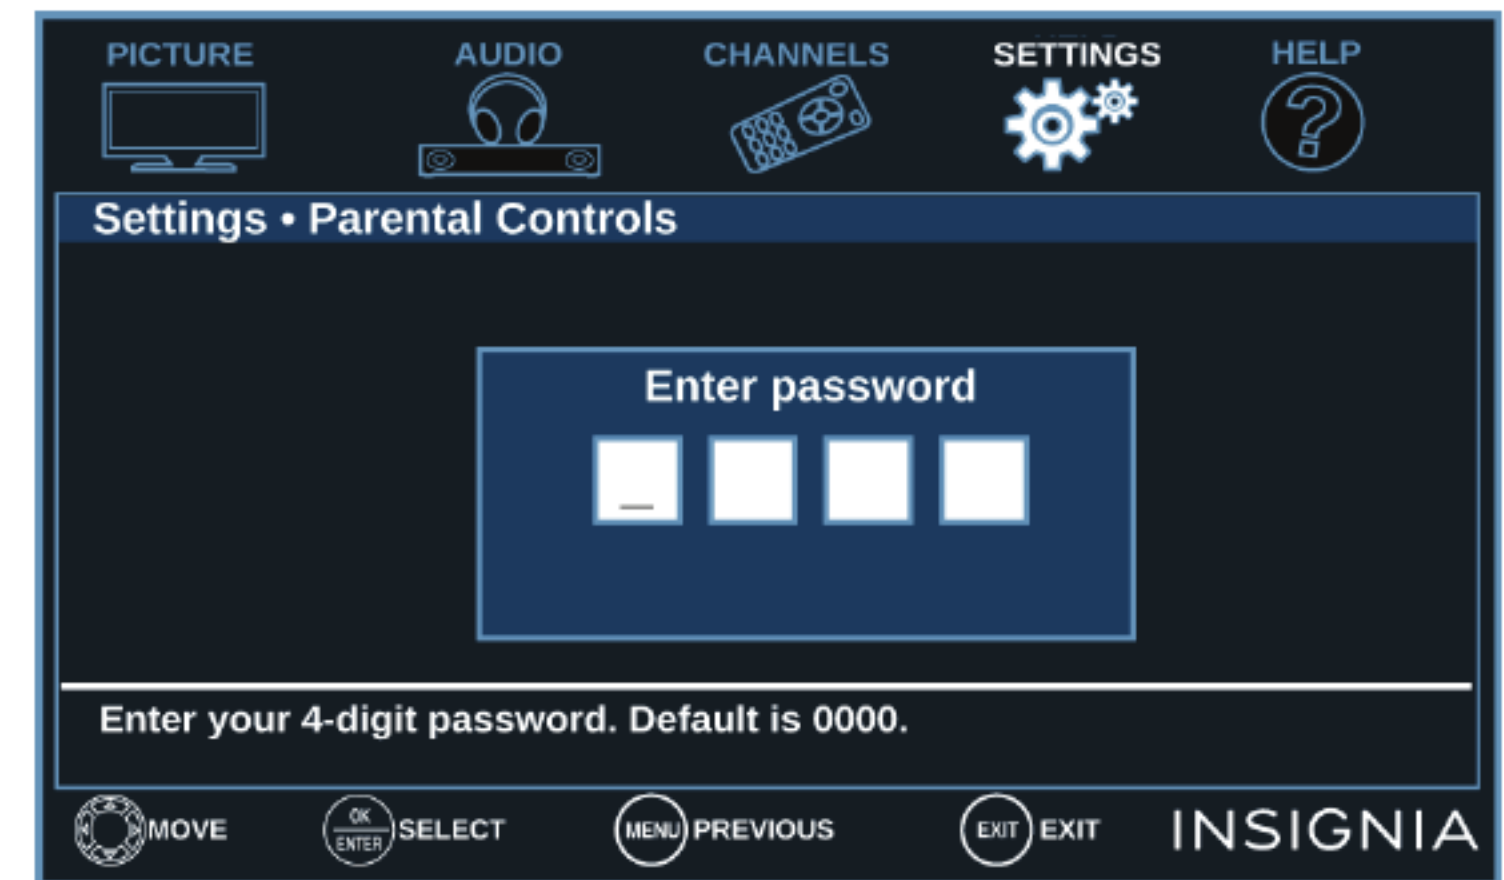 PICTURE AUDIO CHANNELS SETTINGS HELP
Settings • Parental Controls
Enter password
Enter your 4-digit password. Default is 0000.
MOVE OK ENTER SELECT MENU PREVIOUS EXIT EXIT INSIGNIA